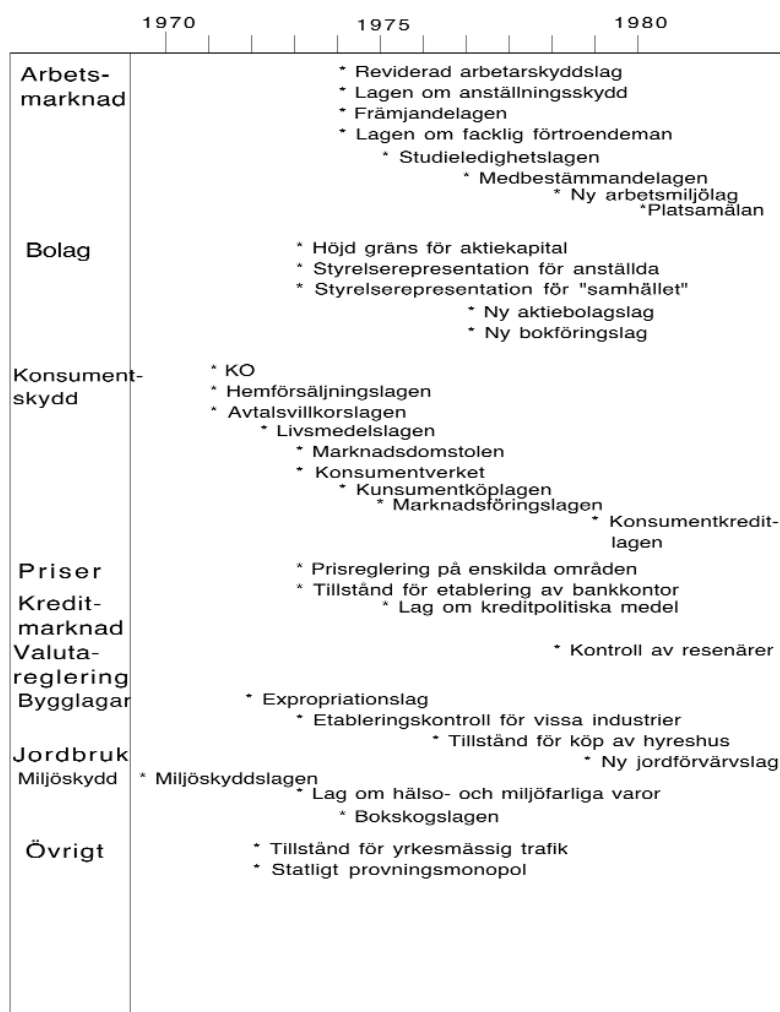 1970 1975 1980
Arbets-
marknad
* Reviderad arbetarskyddslag
* Lagen om anställningsskydd
* Främjandelagen
* Lagen om facklig förtroendeman
* Studieledighetslagen
* Medbestämmandelagen
* Ny arbetsmiljölag
*Platsamälan
Bolag
* Höjd gräns för aktiekapital
* Styrelserepresentation för anställda
* Styrelserepresentation för "samhället"
* Ny aktiebolagslag
* Ny bokföringslag
Konsument-
skydd
* KO
* Hemförsäljningslagen
* Avtalsvillkorslagen
* Livsmedelslagen
* Marknadsdomstolen
* Konsumentverket
* Kunsumentköplagen
* Marknadsföringslagen
* Konsumentkredit-
lagen
Priser
* Prisreglering på enskilda områden
Kredit-
marknad
* Tillstånd för etablering av bankkontor
* Lag om kreditpolitiska medel
Valuta-
reglering
* Kontroll av resenärer
Bygglagar
* Expropriationslag
* Etableringskontroll för vissa industrier
* Tillstånd för köp av hyreshus
Jordbruk
* Ny jordförvärvslag
Miljöskydd
* Miljöskyddslagen
* Lag om hälso- och miljöfarliga varor
* Bokskogslagen
Övrigt
* Tillstånd för yrkesmässig trafik
* Statligt provningsmonopol